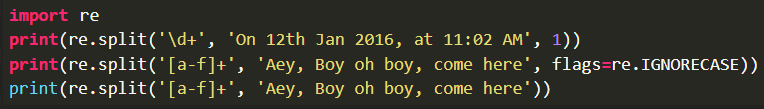 import re
print(re.split('\d+', 'On 12th Jan 2016, at 11:02 AM', 1))
print(re.split('[a-f]+', 'Aey, Boy oh boy, come here', flags=re.IGNORECASE))
print(re.split('[a-f]+', 'Aey, Boy oh boy, come here'))